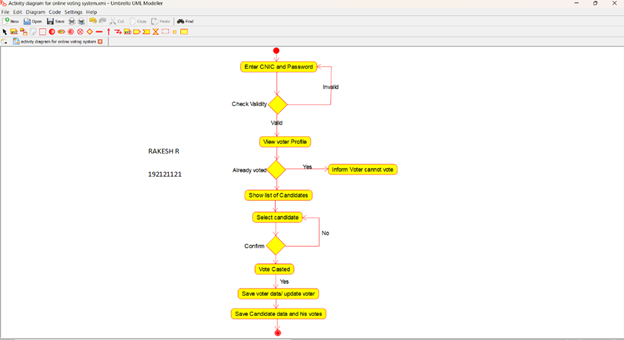 Activity diagram for online voting system.xmi - Umbrello UML Modeller
File Edit Diagram Code Settings Help
New Open Save Undo Redo Cut Copy Paste Find
activity diagram for online voting system
Enter CNIC and Password
Invalid
Check Validity
Valid
View voter Profile
RAKESH R
Already voted
Yes
Inform Voter cannot vote
192121121
Show list of Candidates
Select candidate
No
Confirm
Vote Casted
Yes
Save voter data/ update voter
Save Candidate data and his votes